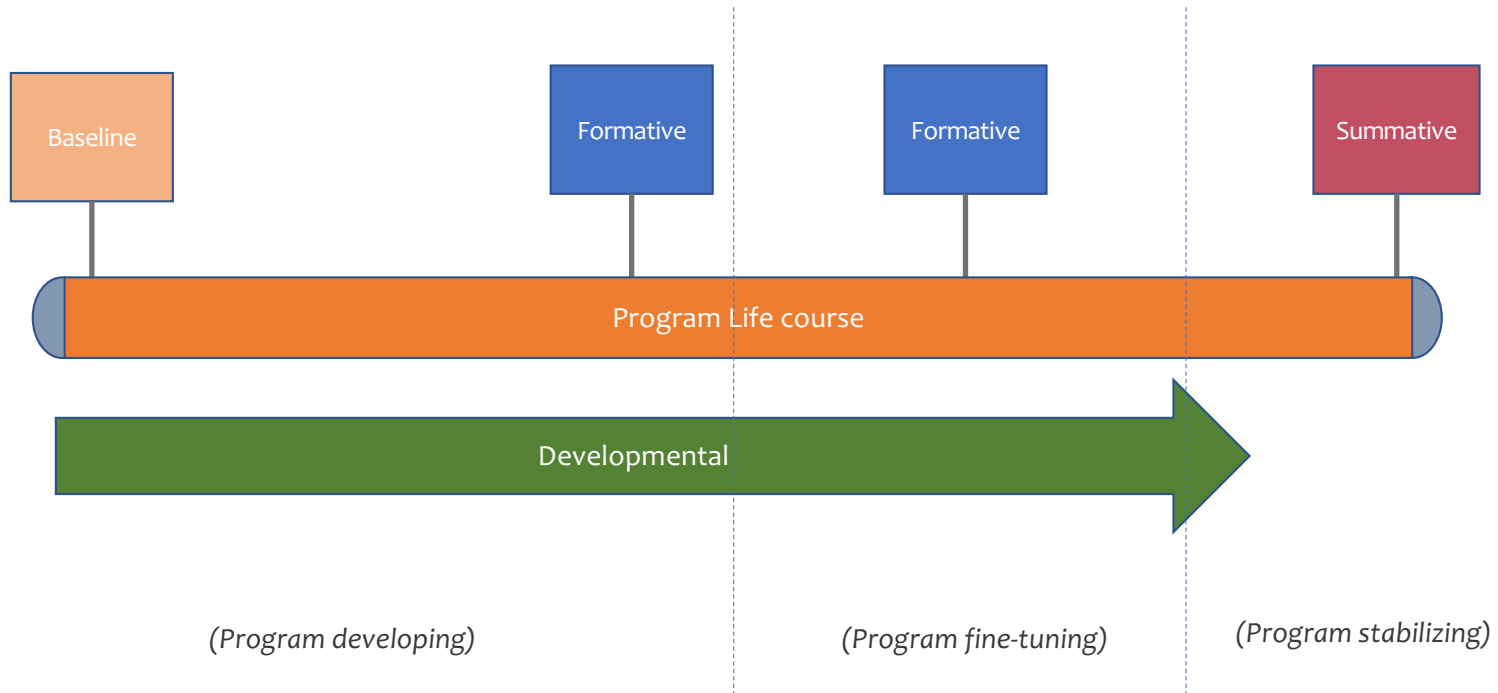 Baseline
Formative
Formative
Summative
Program Life course
Developmental
(Program developing)
(Program fine-tuning)
(Program stabilizing)